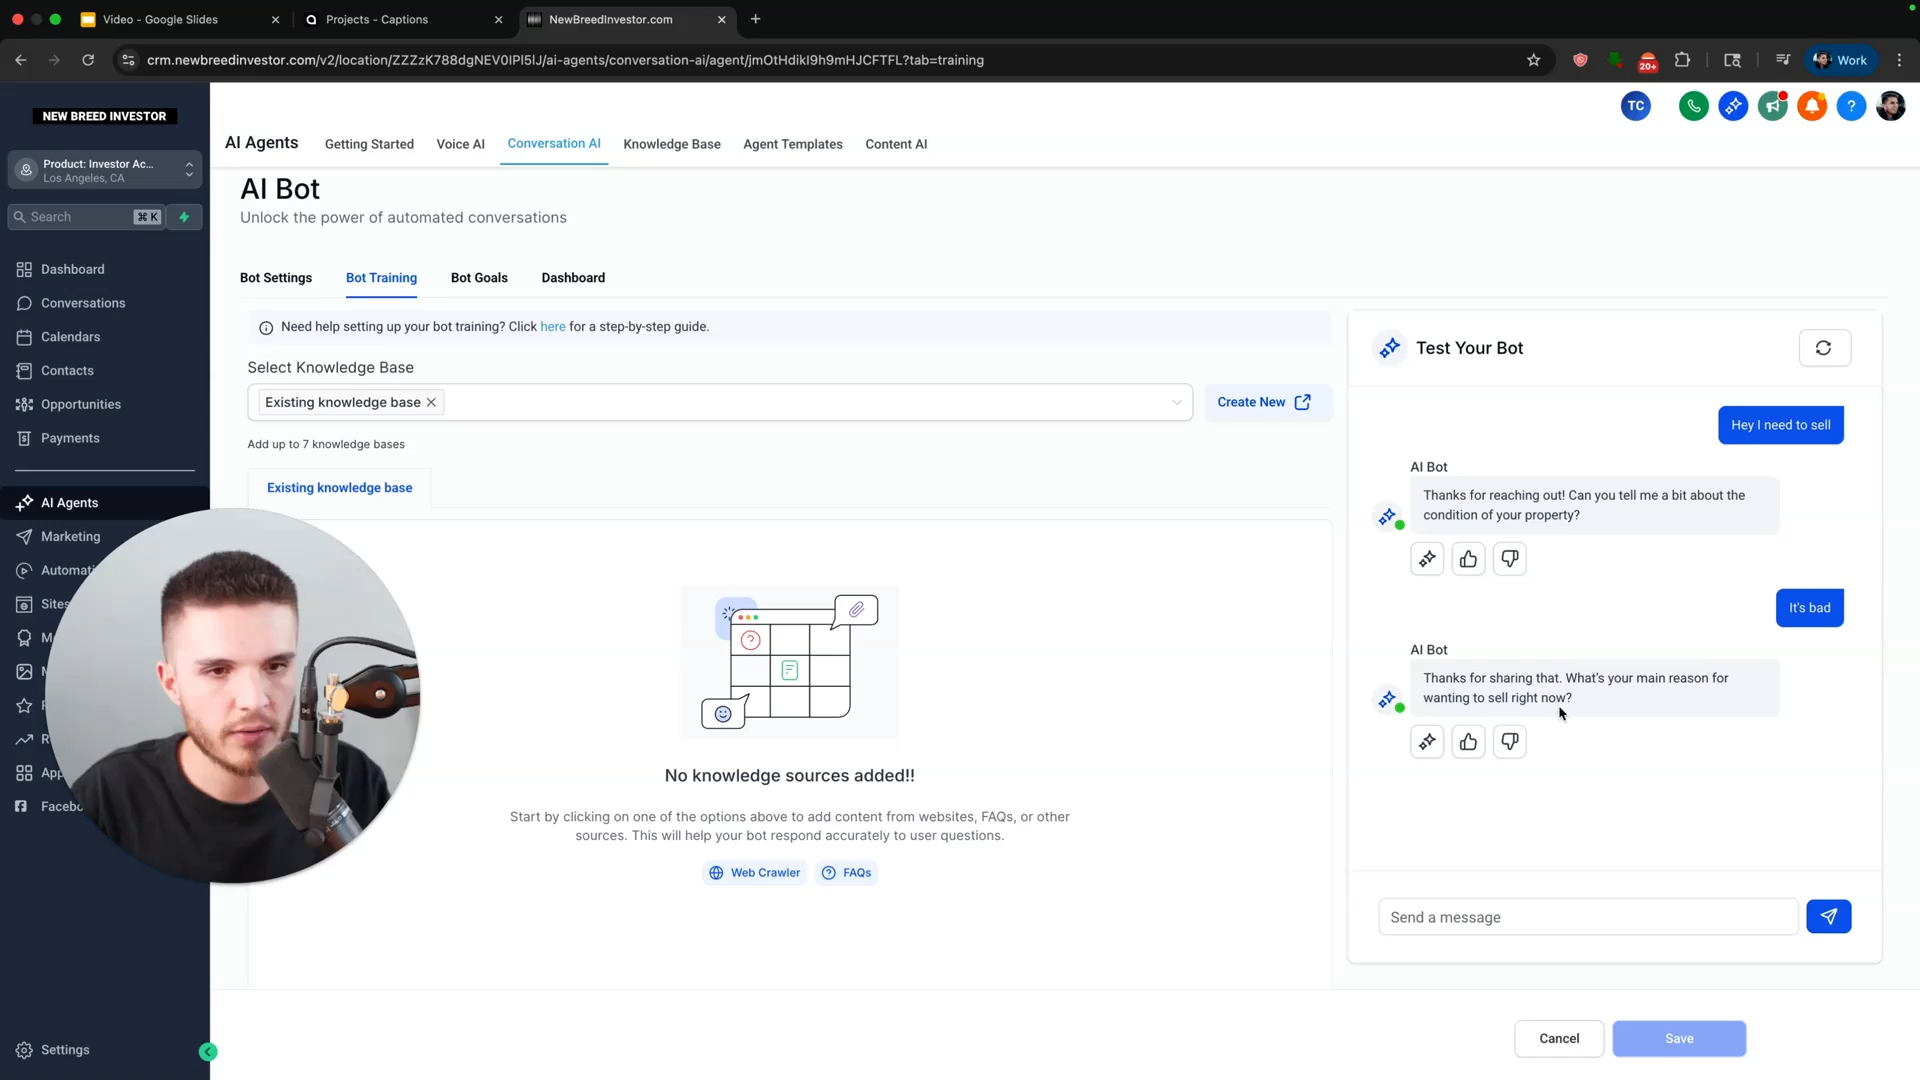 Video - Google Slides
Projects - Captions
NewBreedInvestor.com
crm.newbreedinvestor.com/v2/location/ZZZzK788dgNEV0IPl5lJ/ai-agents/conversation-ai/agent/jmOtHdikI9h9mHJCFTFL?tab=training
20+
Work
NEW BREED INVESTOR
Product: Investor Ac...
Los Angeles, CA
Search
⌘ K
Dashboard
Conversations
Calendars
Contacts
Opportunities
Payments
AI Agents
Marketing
Automati
Sites
M
M
R
App
Facebo
Settings
TC
AI Agents
Getting Started
Voice AI
Conversation AI
Knowledge Base
Agent Templates
Content AI
AI Bot
Unlock the power of automated conversations
Bot Settings
Bot Training
Bot Goals
Dashboard
Need help setting up your bot training? Click here for a step-by-step guide.
Select Knowledge Base
Existing knowledge base
Create New
Add up to 7 knowledge bases
Existing knowledge base
No knowledge sources added!!
Start by clicking on one of the options above to add content from websites, FAQs, or other
sources. This will help your bot respond accurately to user questions.
Web Crawler
FAQs
Test Your Bot
Hey I need to sell
AI Bot
Thanks for reaching out! Can you tell me a bit about the
condition of your property?
It's bad
AI Bot
Thanks for sharing that. What's your main reason for
wanting to sell right now?
Send a message
Cancel
Save